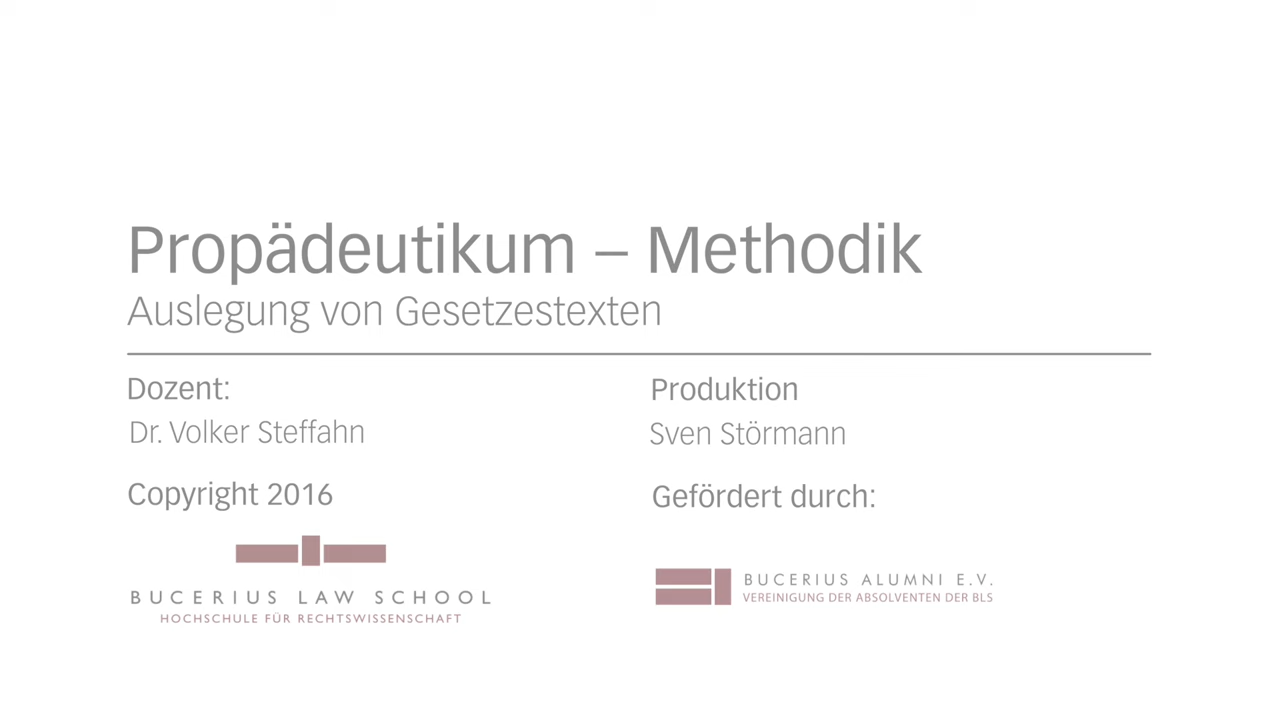 Propädeutikum – Methodik
Auslegung von Gesetzestexten
Dozent:
Dr. Volker Steffahn
Copyright 2016
BUCERIUS LAW SCHOOL
HOCHSCHULE FÜR RECHTSWISSENSCHAFT
Produktion
Sven Störmann
Gefördert durch:
BUCERIUS ALUMNI E.V.
VEREINIGUNG DER ABSOLVENTEN DER BLS